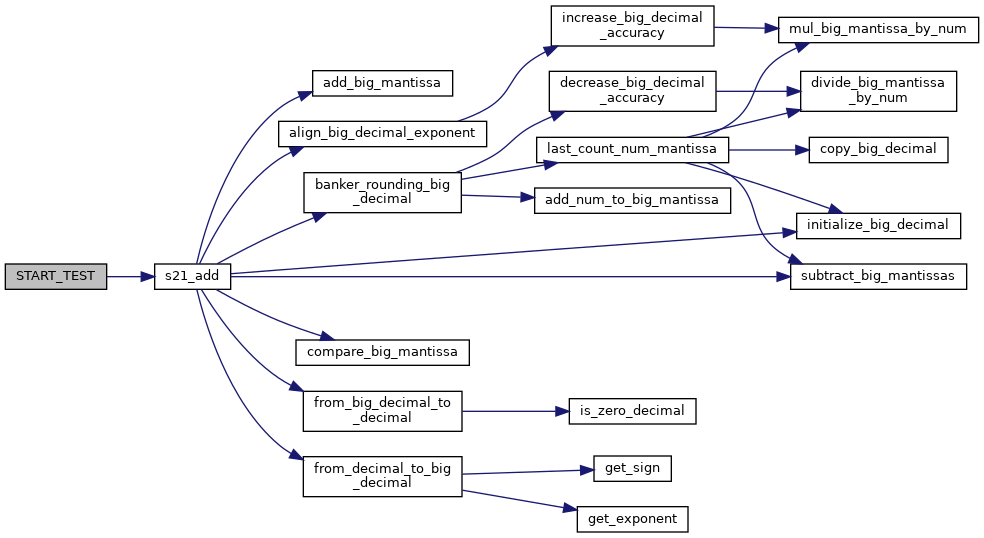 START_TEST
s21_add
add_big_mantissa
align_big_decimal_exponent
banker_rounding_big
_decimal
compare_big_mantissa
from_big_decimal_to
_decimal
from_decimal_to_big
_decimal
increase_big_decimal
_accuracy
decrease_big_decimal
_accuracy
last_count_num_mantissa
add_num_to_big_mantissa
is_zero_decimal
get_sign
get_exponent
mul_big_mantissa_by_num
divide_big_mantissa
_by_num
copy_big_decimal
initialize_big_decimal
subtract_big_mantissas